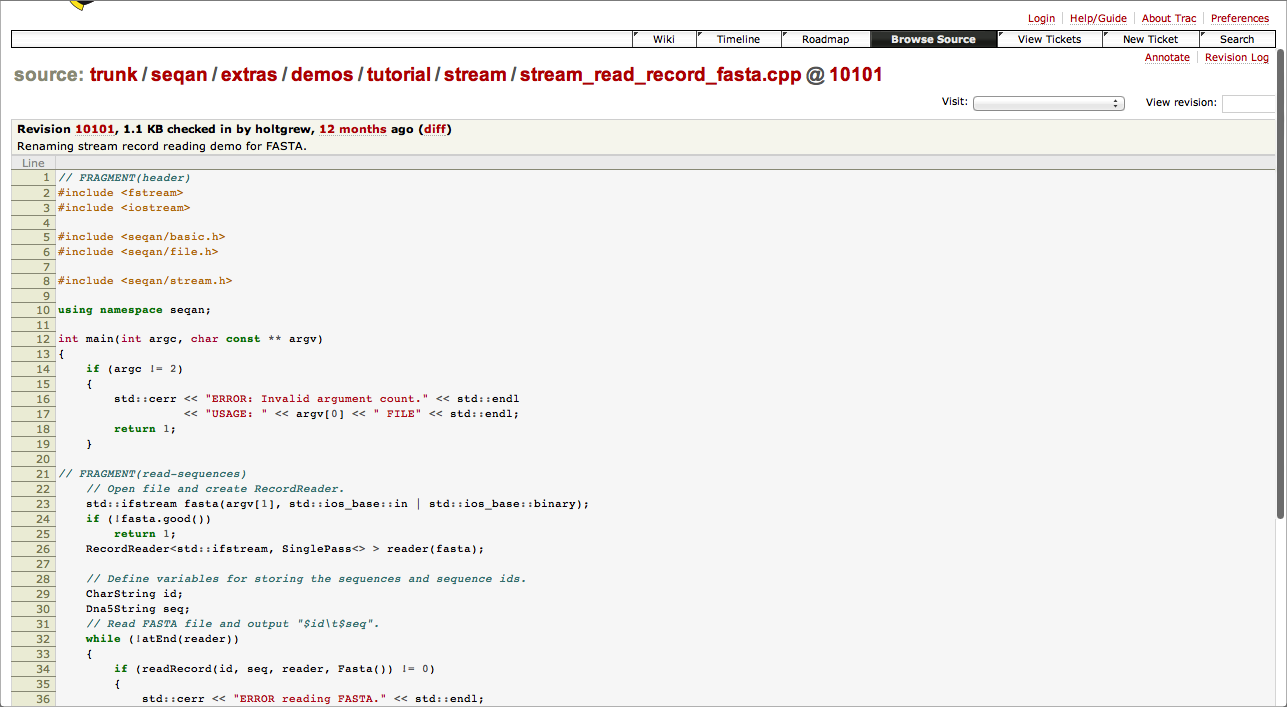 Login Help/Guide About Trac Preferences
Wiki Timeline Roadmap Browse Source View Tickets New Ticket Search
Annotate Revision Log
source: trunk/seqan/extras/demos/tutorial/stream/stream_read_record_fasta.cpp @ 10101
Visit: View revision:
Revision 10101, 1.1 KB checked in by holtgrew, 12 months ago (diff)
Renaming stream record reading demo for FASTA.
Line
1 // FRAGMENT(header)
2 #include <fstream>
3 #include <iostream>
4
5 #include <seqan/basic.h>
6 #include <seqan/file.h>
7
8 #include <seqan/stream.h>
9
10 using namespace seqan;
11
12 int main(int argc, char const ** argv)
13 {
14     if (argc != 2)
15     {
16         std::cerr << "ERROR: Invalid argument count." << std::endl
17                   << "USAGE: " << argv[0] << " FILE" << std::endl;
18         return 1;
19     }
20
21 // FRAGMENT(read-sequences)
22     // Open file and create RecordReader.
23     std::ifstream fasta(argv[1], std::ios_base::in | std::ios_base::binary);
24     if (!fasta.good())
25         return 1;
26     RecordReader<std::ifstream, SinglePass<> > reader(fasta);
27
28     // Define variables for storing the sequences and sequence ids.
29     CharString id;
30     Dna5String seq;
31     // Read FASTA file and output "$id\t$seq".
32     while (!atEnd(reader))
33     {
34         if (readRecord(id, seq, reader, Fasta()) != 0)
35         {
36             std::cerr << "ERROR reading FASTA." << std::endl;